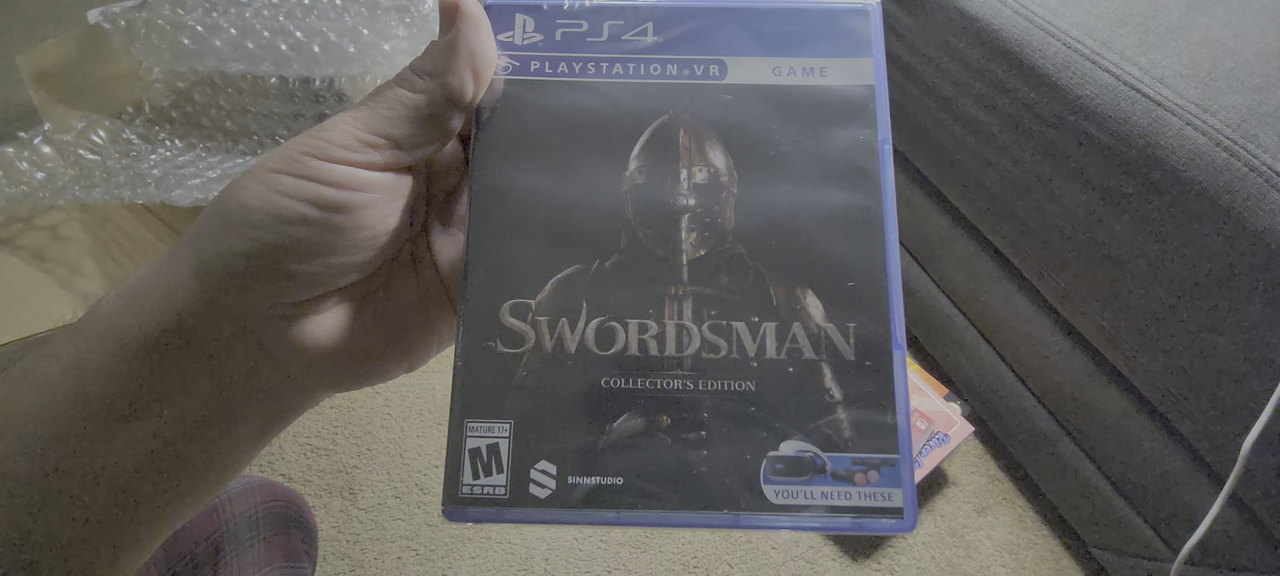 PS4
PLAYSTATION VR GAME
SWORDSMAN
COLLECTOR'S EDITION
MATURE 17+
M
ESRB
SINNSTUDIO
YOU'LL NEED THESE